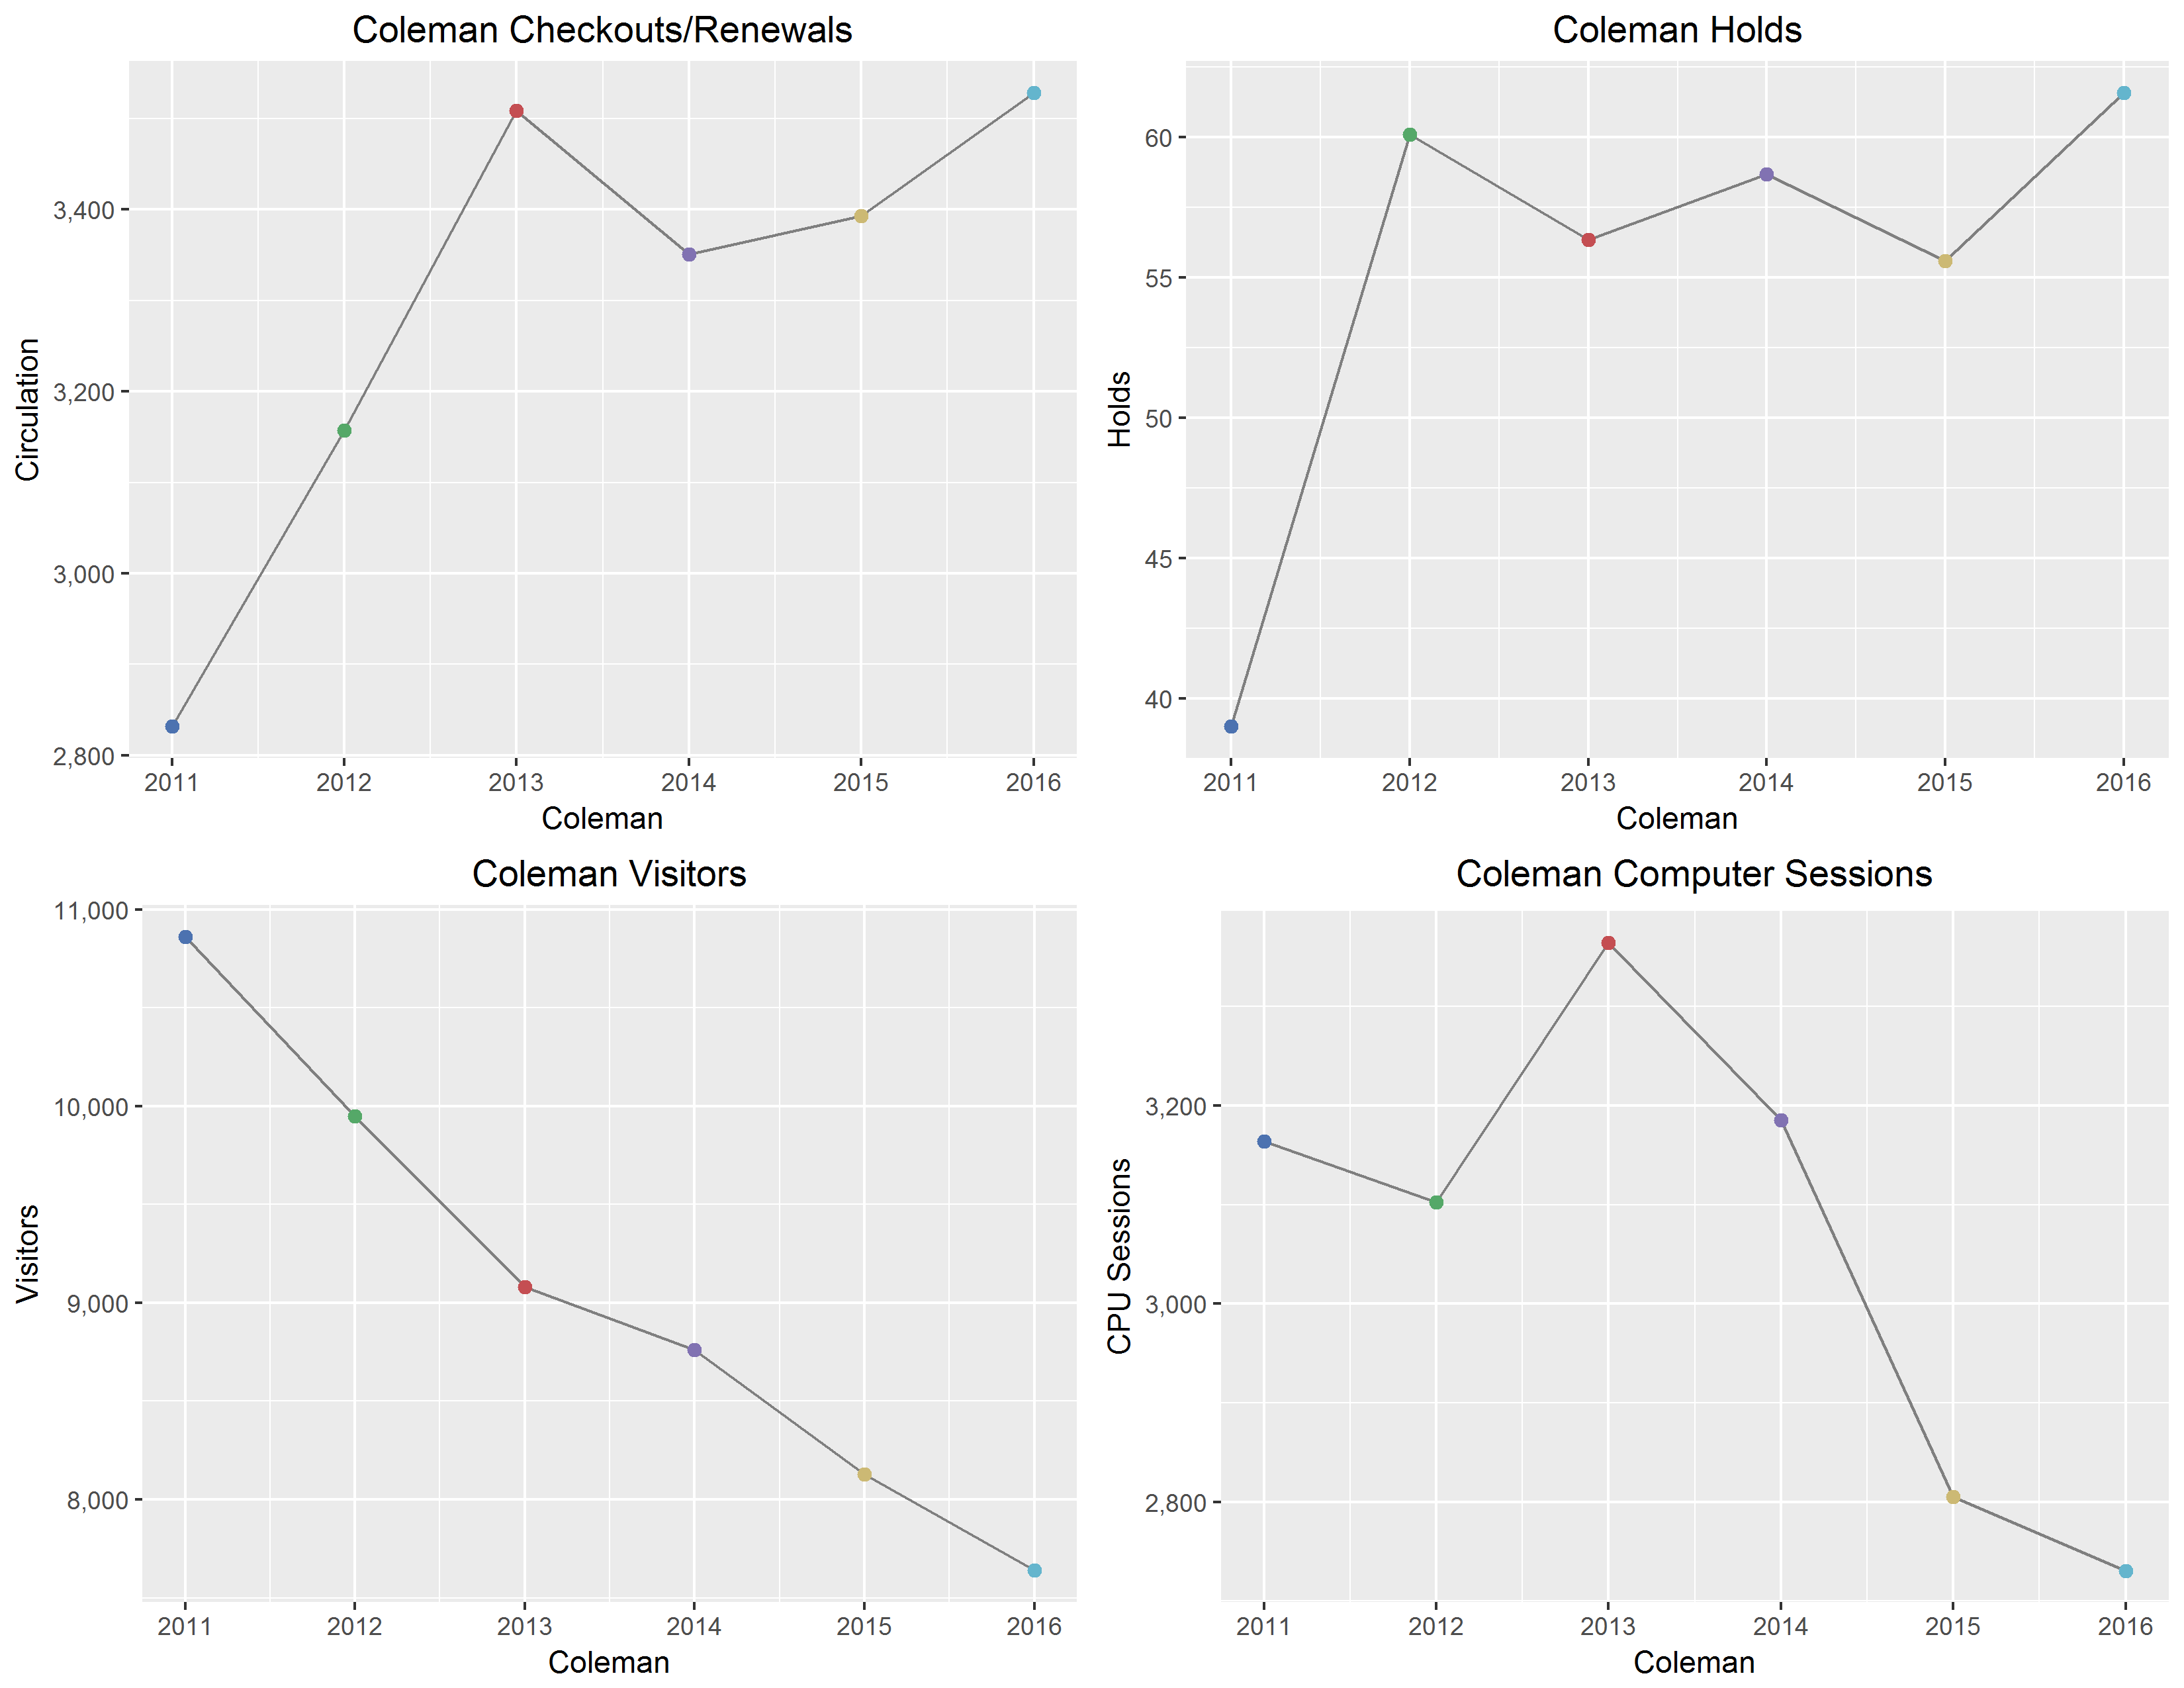 Coleman Checkouts/Renewals
Circulation
3,400
3,200
3,000
2,800
2011 2012 2013 2014 2015 2016
Coleman
Coleman Holds
Holds
60
55
50
45
40
2011 2012 2013 2014 2015 2016
Coleman
Coleman Visitors
Visitors
11,000
10,000
9,000
8,000
2011 2012 2013 2014 2015 2016
Coleman
Coleman Computer Sessions
CPU Sessions
3,200
3,000
2,800
2011 2012 2013 2014 2015 2016
Coleman